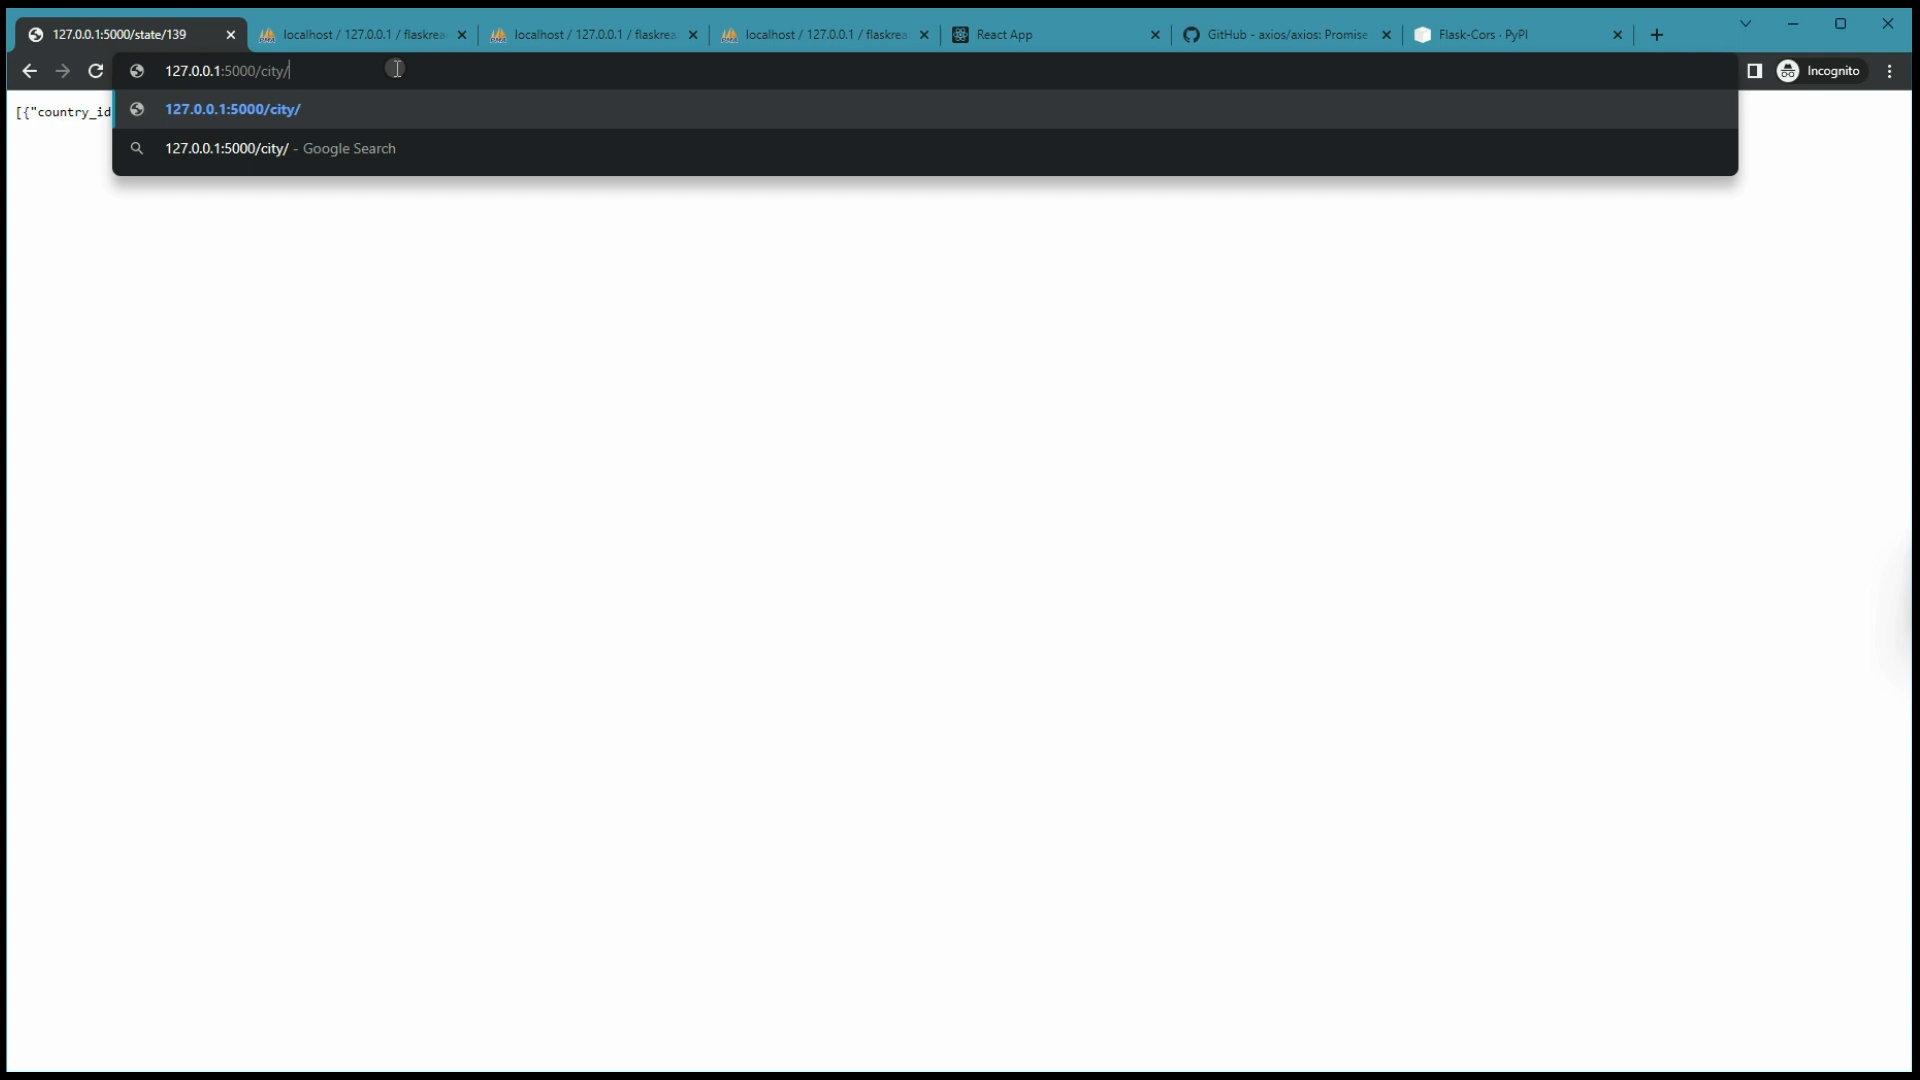 127.0.0.1:5000/state/139
localhost / 127.0.0.1 / flaskrea
localhost / 127.0.0.1 / flaskrea
localhost / 127.0.0.1 / flaskrea
React App
GitHub - axios/axios: Promise
Flask-Cors · PyPI
127.0.0.1:5000/city/
Incognito
[{"country_id
127.0.0.1:5000/city/
127.0.0.1:5000/city/ - Google Search